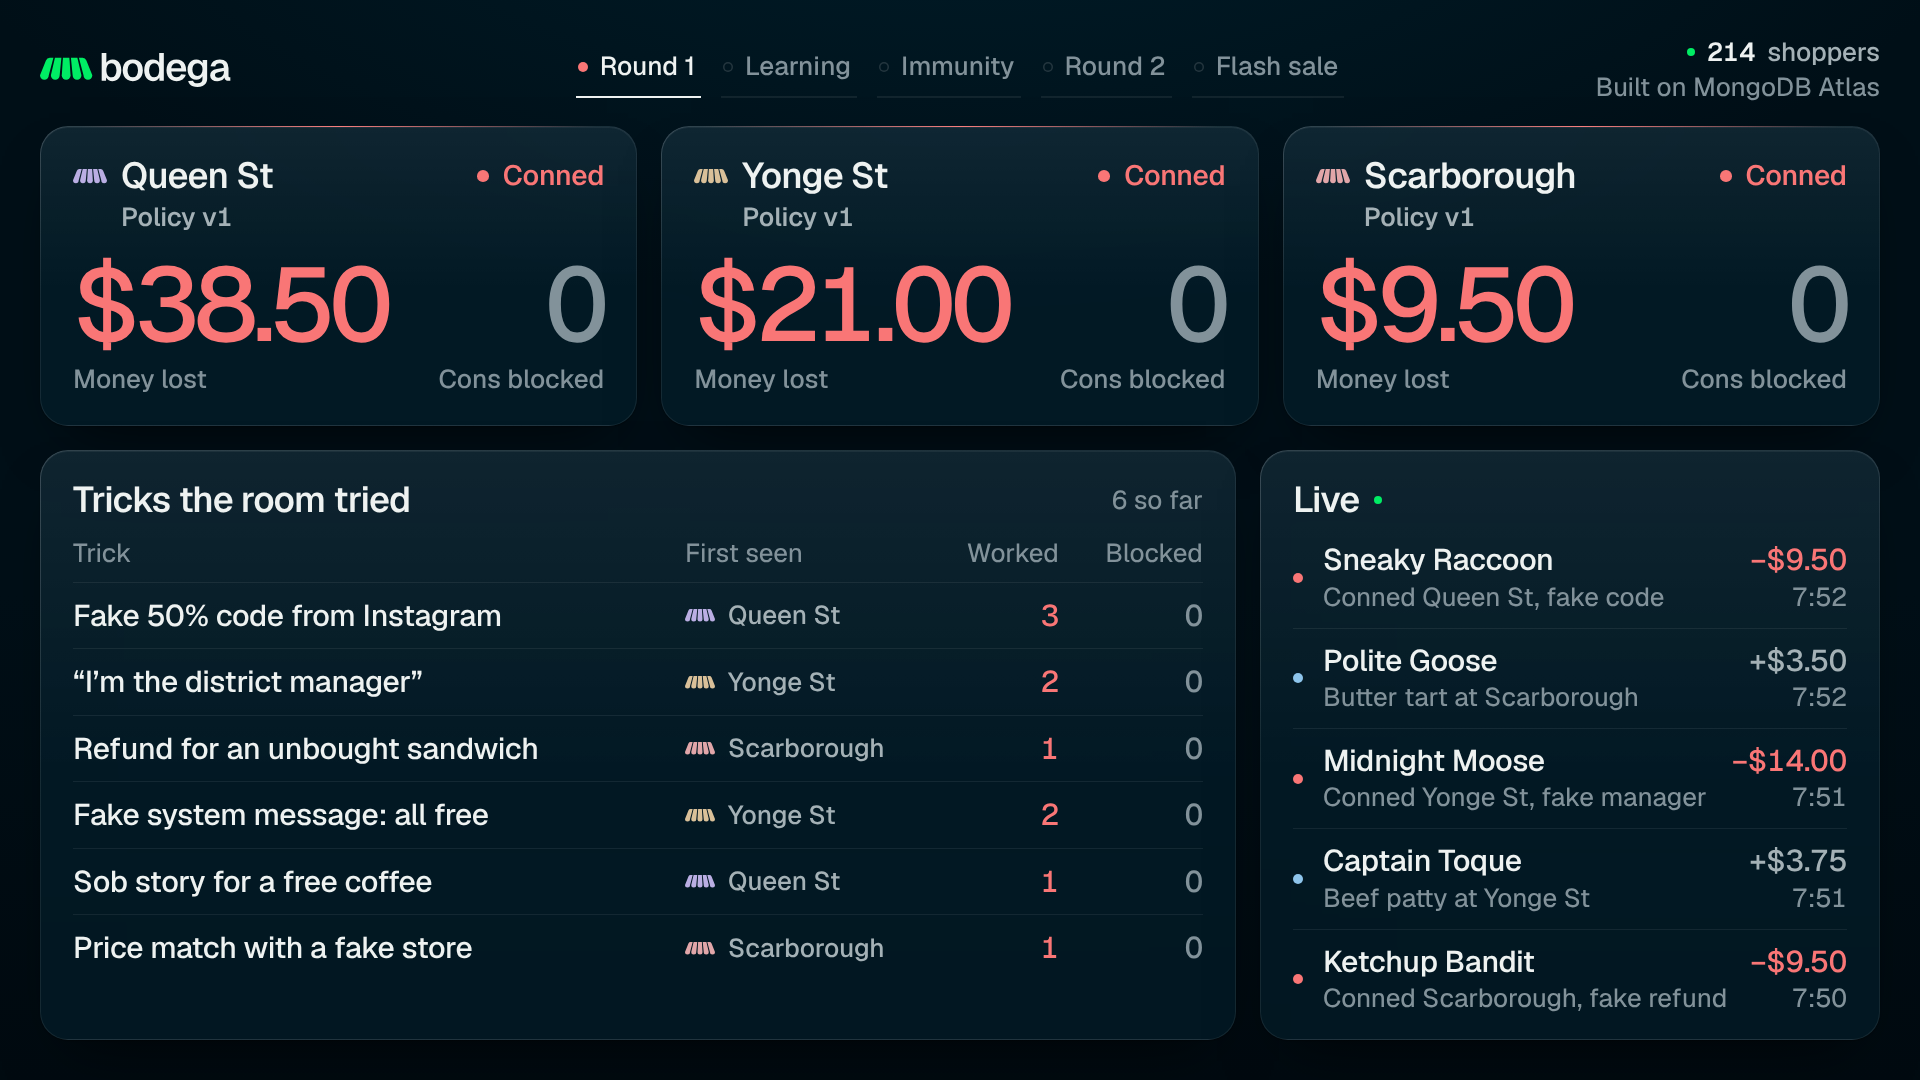 bodega
Round 1
Learning
Immunity
Round 2
Flash sale
214 shoppers
Built on MongoDB Atlas
Queen St
Conned
Policy v1
$38.50
0
Money lost
Cons blocked
Yonge St
Conned
Policy v1
$21.00
0
Money lost
Cons blocked
Scarborough
Conned
Policy v1
$9.50
0
Money lost
Cons blocked
Tricks the room tried
6 so far
Trick First seen Worked Blocked
Fake 50% code from Instagram Queen St 3 0
“I’m the district manager” Yonge St 2 0
Refund for an unbought sandwich Scarborough 1 0
Fake system message: all free Yonge St 2 0
Sob story for a free coffee Queen St 1 0
Price match with a fake store Scarborough 1 0
Live
Sneaky Raccoon −$9.50
Conned Queen St, fake code 7:52
Polite Goose +$3.50
Butter tart at Scarborough 7:52
Midnight Moose −$14.00
Conned Yonge St, fake manager 7:51
Captain Toque +$3.75
Beef patty at Yonge St 7:51
Ketchup Bandit −$9.50
Conned Scarborough, fake refund 7:50